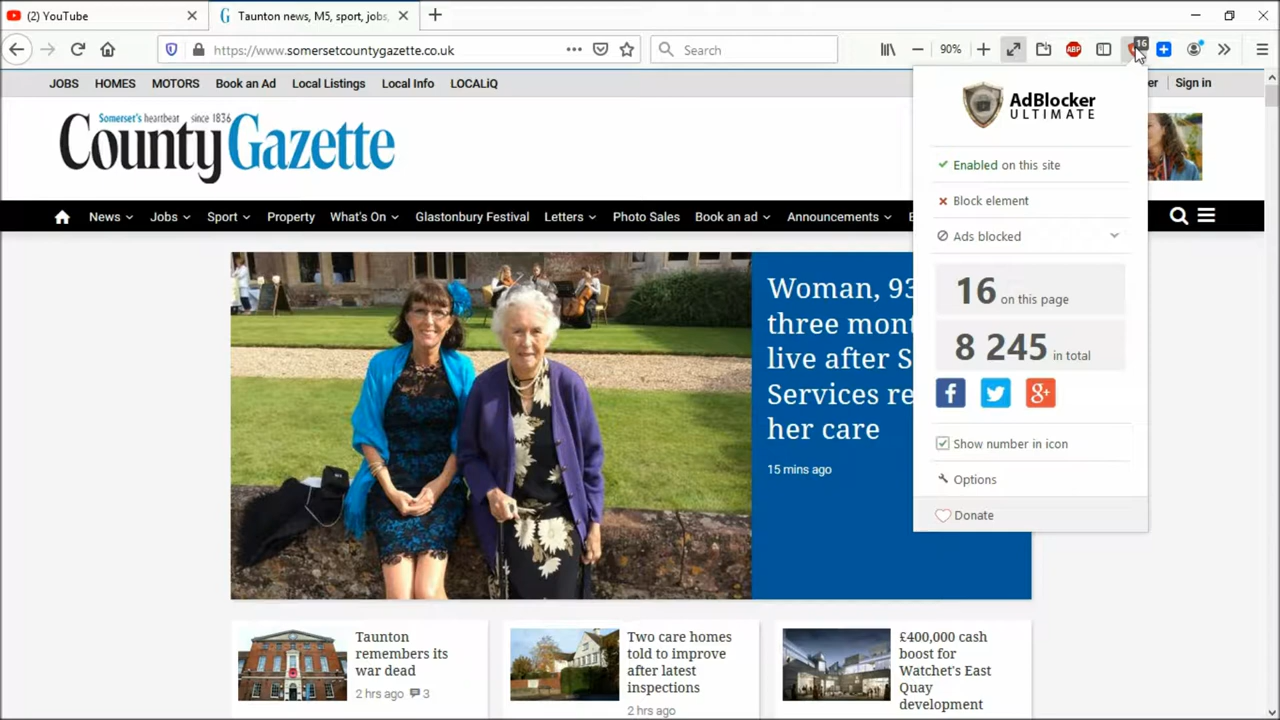 (2) YouTube
Taunton news, M5, sport, jobs,
https://www.somersetcountygazette.co.uk
Search
90%
ABP
16
JOBS HOMES MOTORS Book an Ad Local Listings Local Info LOCALiQ
er Sign in
Somerset's heartbeat since 1836
County Gazette
News Jobs Sport Property What's On Glastonbury Festival Letters Photo Sales Book an ad Announcements
AdBlocker
ULTIMATE
Enabled on this site
Block element
Ads blocked
16 on this page
8 245 in total
f g+
Show number in icon
Options
Donate
Woman, 93
three mont
live after S
Services re
her care
15 mins ago
Taunton
remembers its
war dead
2 hrs ago 3
Two care homes
told to improve
after latest
inspections
2 hrs ago
£400,000 cash
boost for
Watchet's East
Quay
development